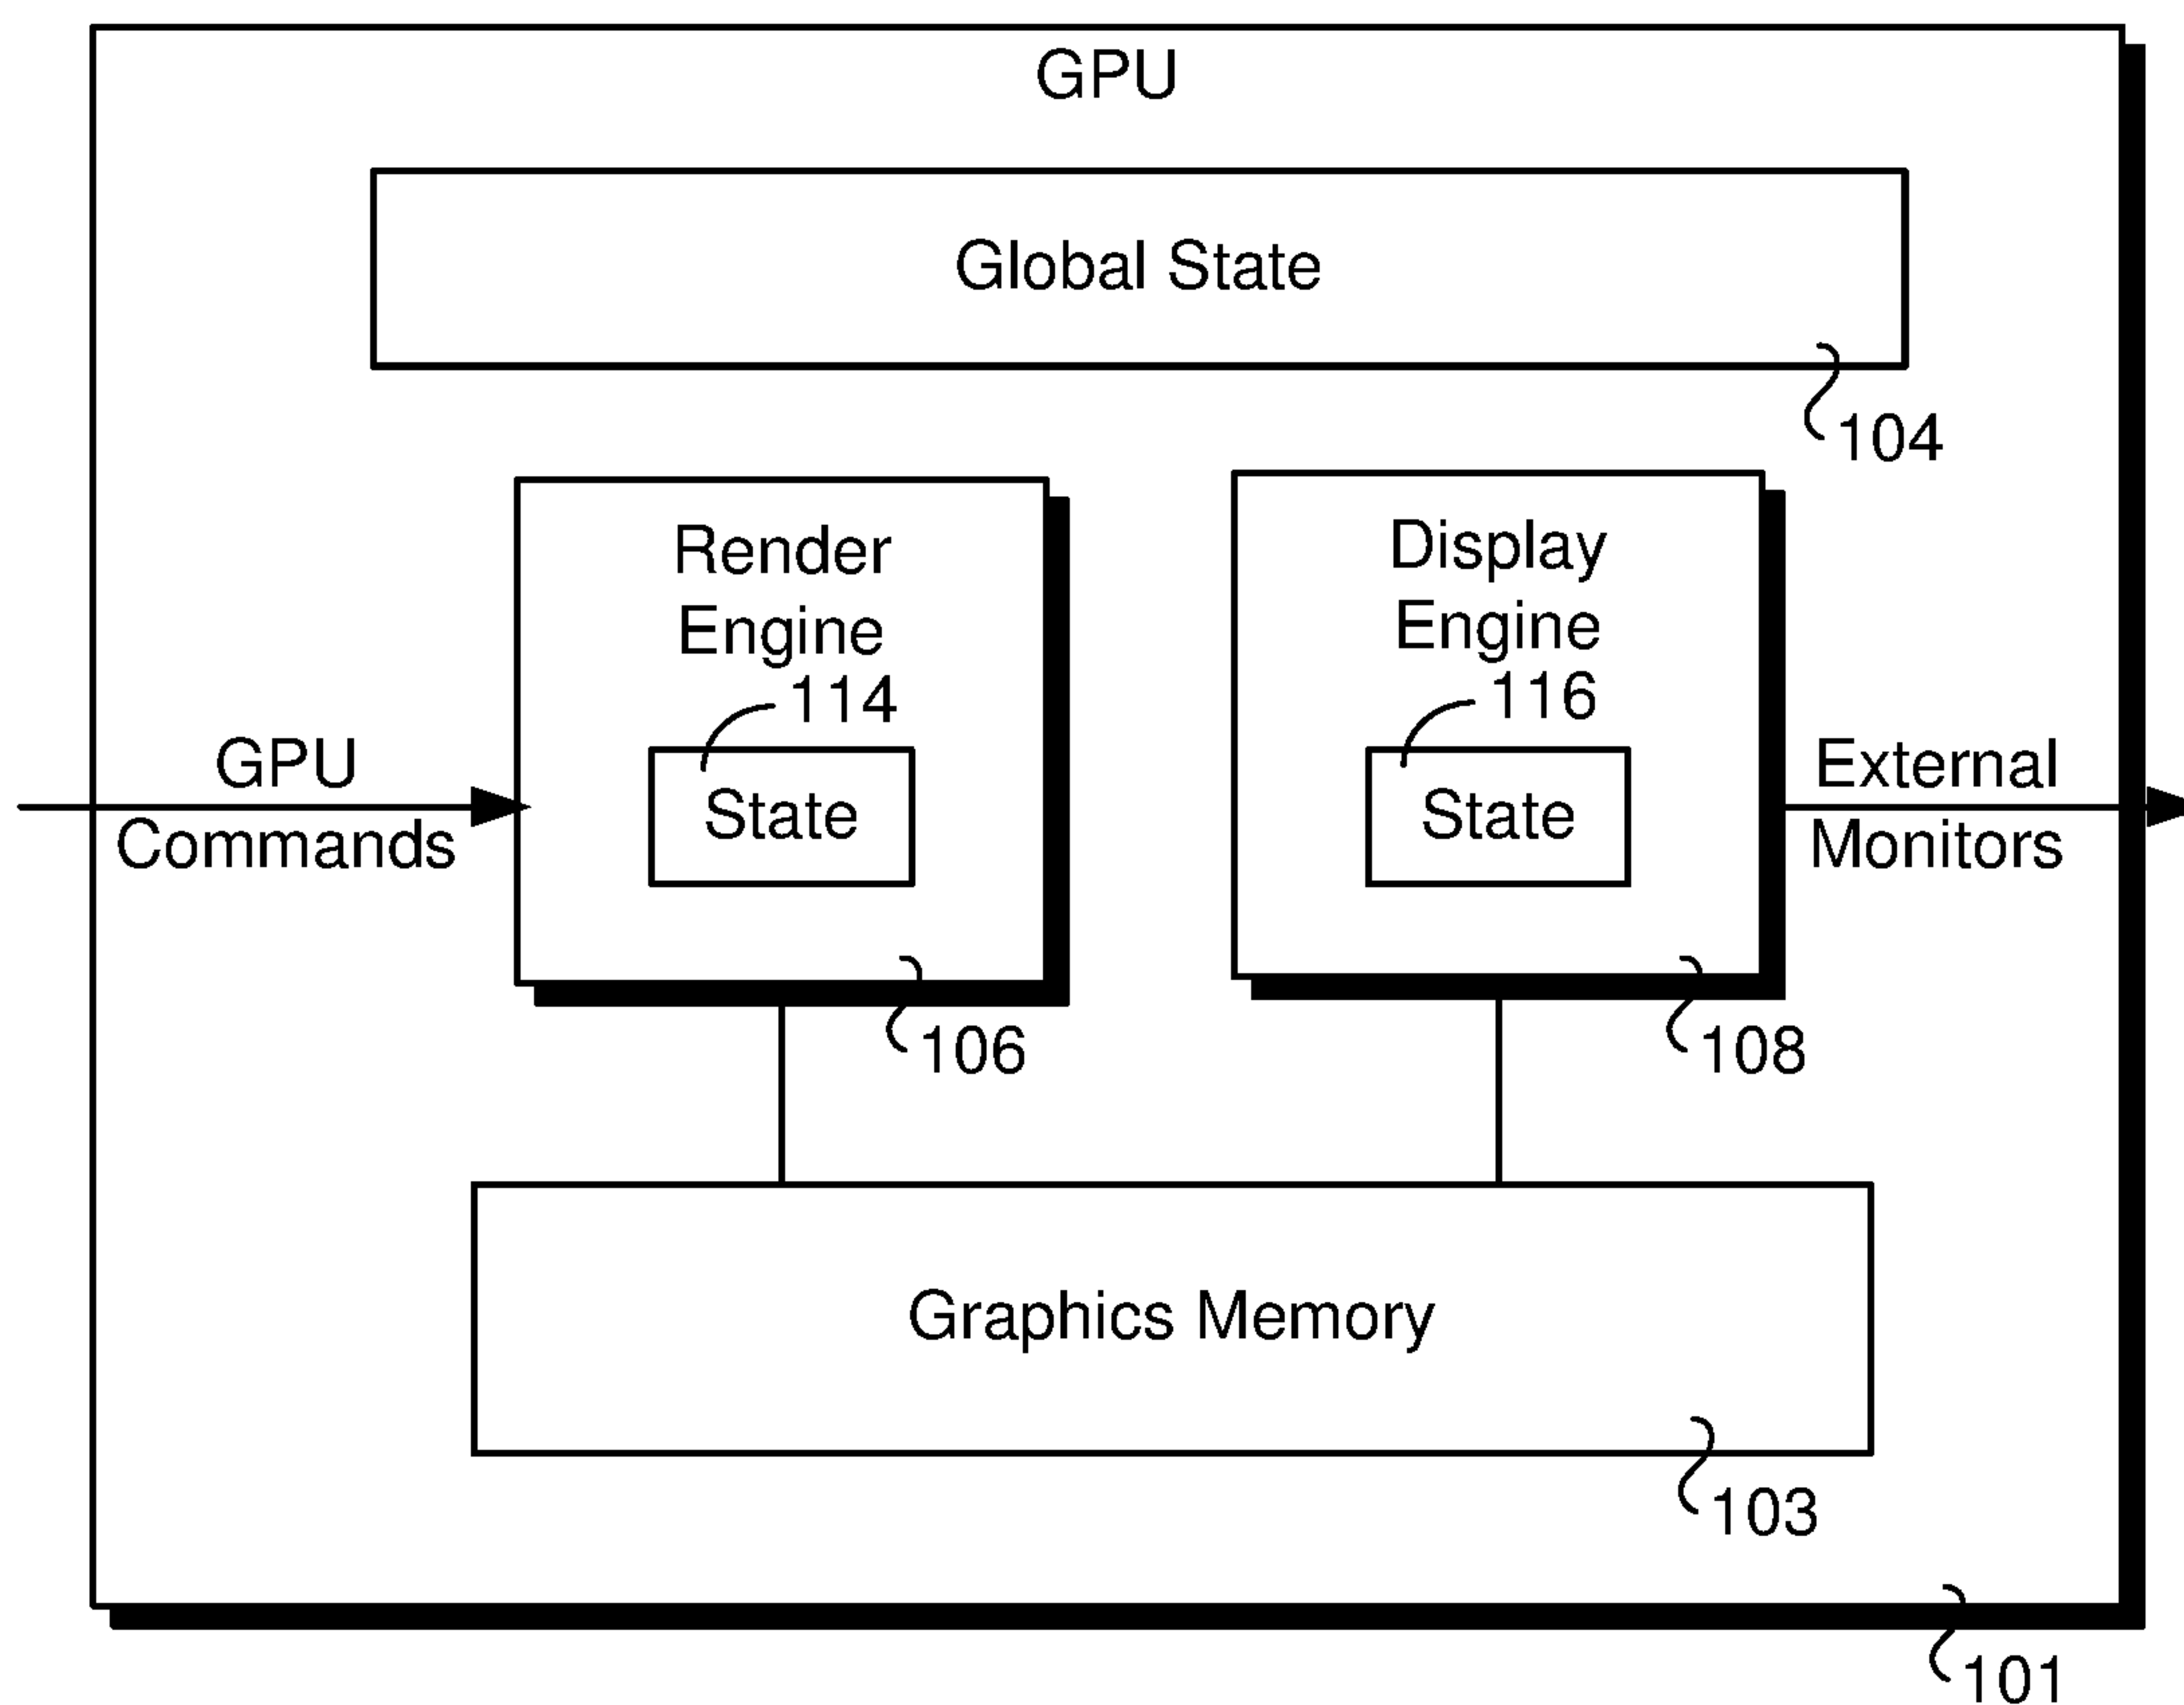 GPU
Global State
104
Render
Engine
114
State
Display
Engine
116
State
GPU
Commands
External
Monitors
106
108
Graphics Memory
103
101